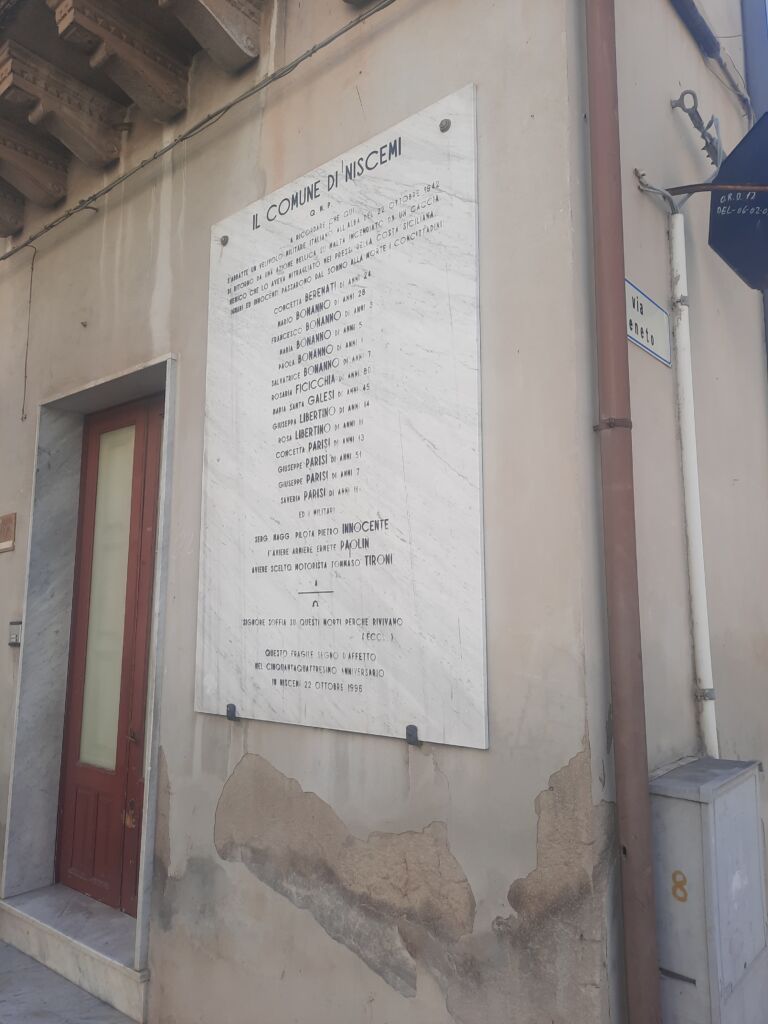 IL COMUNE DI NISCEMI
Q. M. P.
A RICORDARE CHE QUI
S'ABBATTÉ UN VELIVOLO MILITARE ITALIANO ALL'ALBA DEL 22 OTTOBRE 1942
DI RITORNO DA UNA AZIONE BELLICA SU MALTA INCENDIATO DA UN CACCIA
NEMICO CHE LO AVEVA MITRAGLIATO NEI PRESSI DELLA COSTA SICILIANA.
INERMI ED INNOCENTI PASSARONO DAL SONNO ALLA MORTE I CONCITTADINI
CONCETTA BERENATI DI ANNI 24
MARIO BONANNO DI ANNI 28
FRANCESCO BONANNO DI ANNI 3
MARIA BONANNO DI ANNI 5
PAOLA BONANNO DI ANNI 1
SALVATRICE BONANNO DI ANNI 7
ROSARIA FICICCHIA DI ANNI 80
MARIA SANTA GALESI DI ANNI 45
GIUSEPPA LIBERTINO DI ANNI 14
ROSA LIBERTINO DI ANNI 11
CONCETTA PARISI DI ANNI 13
GIUSEPPE PARISI DI ANNI 51
GIUSEPPE PARISI DI ANNI 7
SAVERIA PARISI DI ANNI 11
ED I MILITARI
SERG. MAGG. PILOTA PIETRO INNOCENTE
I° AVIERE ARMIERE ERMETE PAOLIN
AVIERE SCELTO MOTORISTA TOMMASO TIRONI
SIGNORE SOFFIA SU QUESTI MORTI PERCHE RIVIVANO
QUESTO FRAGILE SEGNO D'AFFETTO
NEL CINQUANTAQUATTRESIMO ANNIVERSARIO
IN NISCEMI 22 OTTOBRE 1996
via
eneto
8